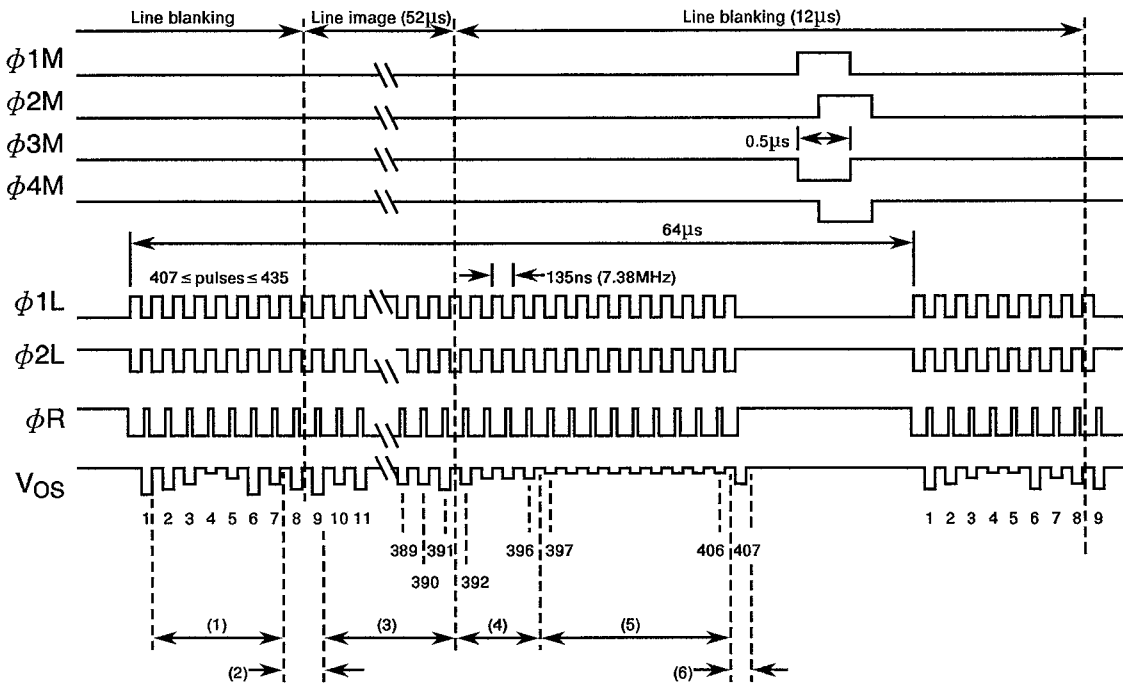 Line blanking Line image (52µs) Line blanking (12µs)
ϕ1M
ϕ2M
ϕ3M
0.5µs
ϕ4M
64µs
407 ≤ pulses ≤ 435
135ns (7.38MHz)
ϕ1L
ϕ2L
ϕR
VOS
1 2 3 4 5 6 7 8 9 10 11 1 2 3 4 5 6 7 8 9
389 391 396 397 406 407
390 392
(1) (3) (4) (5)
(2) (6)